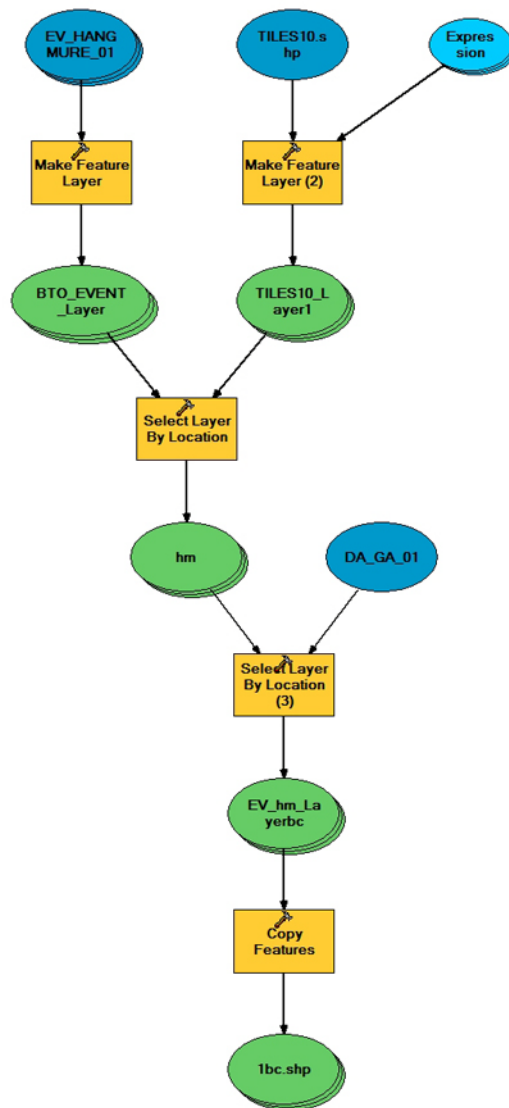 EV_HANG
MURE_01
TILES10.s
hp
Expres
sion
Make Feature
Layer
Make Feature
Layer (2)
BTO_EVENT
_Layer
TILES10_L
ayer1
Select Layer
By Location
hm
DA_GA_01
Select Layer
By Location
(3)
EV_hm_La
yerbc
Copy
Features
1bc.shp